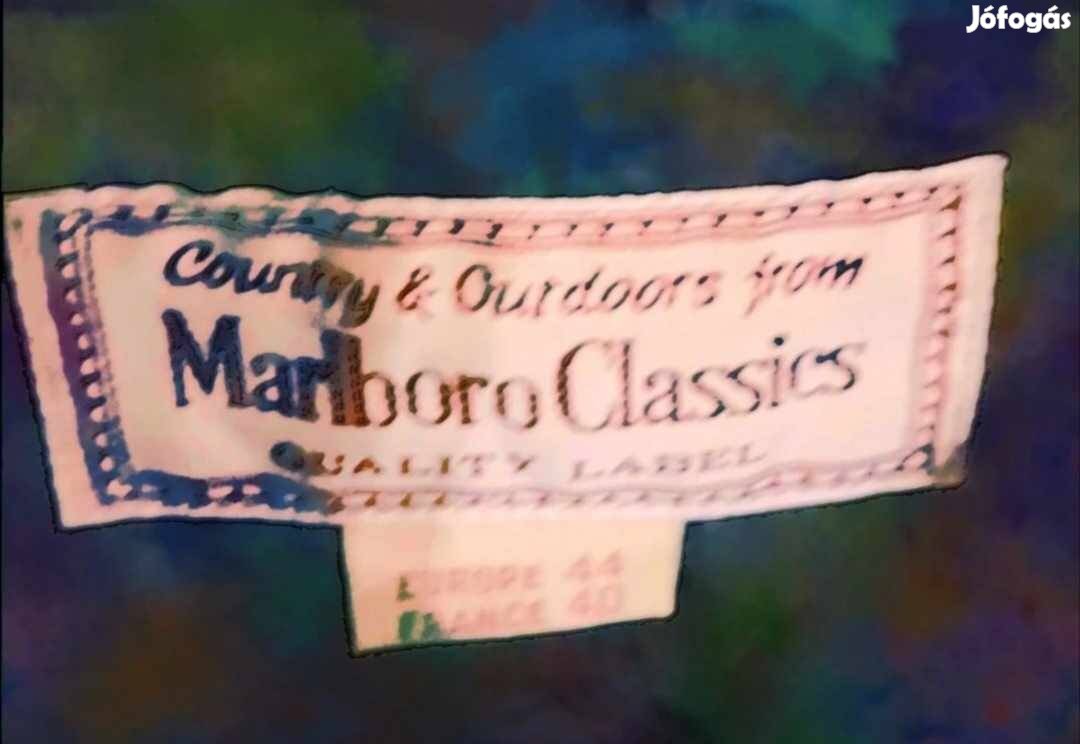 Jófogás
Country & Outdoors from
Marlboro Classics
QUALITY LABEL
EUROPE 44
FRANCE 40